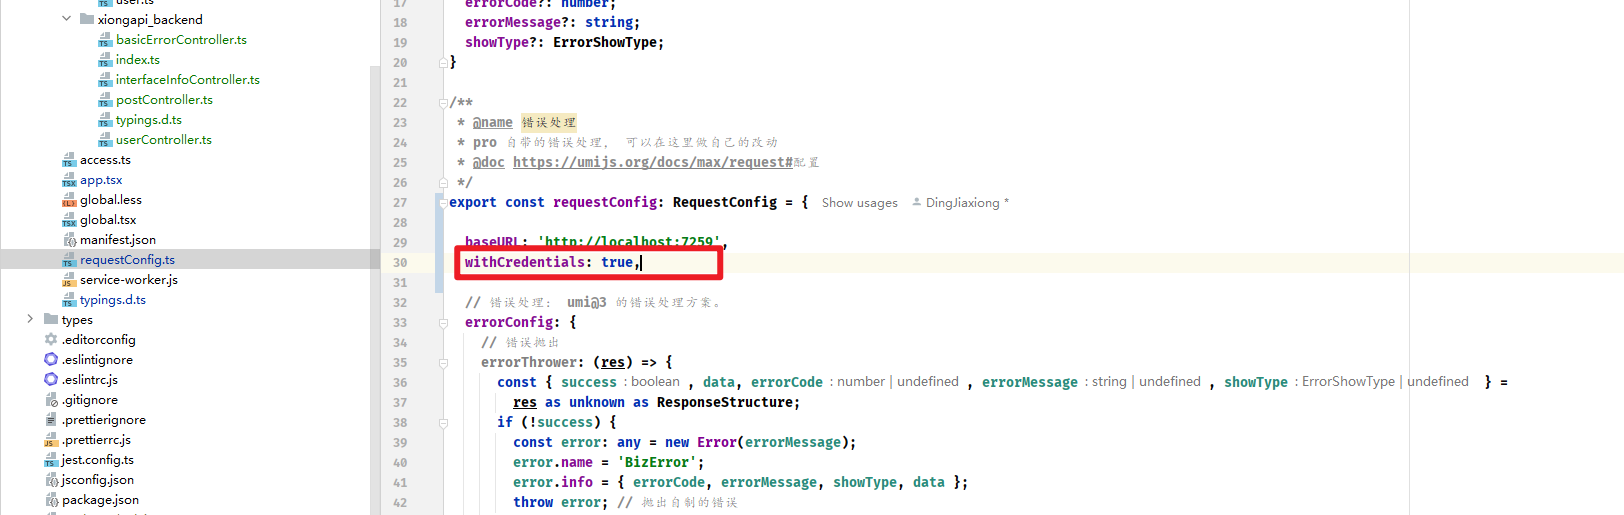 user.ts
xiongapi_backend
basicErrorController.ts
index.ts
interfaceInfoController.ts
postController.ts
typings.d.ts
userController.ts
access.ts
app.tsx
global.less
global.tsx
manifest.json
requestConfig.ts
service-worker.js
typings.d.ts
types
.editorconfig
.eslintignore
.eslintrc.js
.gitignore
.prettierignore
.prettierrc.js
jest.config.ts
jsconfig.json
package.json
17 errorCode?: number;
18 errorMessage?: string;
19 showType?: ErrorShowType;
20 }
21
22 /**
23 * @name 错误处理
24 * pro 自带的错误处理， 可以在这里做自己的改动
25 * @doc https://umijs.org/docs/max/request#配置
26 */
27 export const requestConfig: RequestConfig = { Show usages DingJiaxiong *
28
29 baseURL: 'http://localhost:7259',
30 withCredentials: true,
31
32 // 错误处理： umi@3 的错误处理方案。
33 errorConfig: {
34 // 错误抛出
35 errorThrower: (res) => {
36 const { success : boolean , data, errorCode : number | undefined , errorMessage : string | undefined , showType : ErrorShowType | undefined } =
37 res as unknown as ResponseStructure;
38 if (!success) {
39 const error: any = new Error(errorMessage);
40 error.name = 'BizError';
41 error.info = { errorCode, errorMessage, showType, data };
42 throw error; // 抛出自制的错误